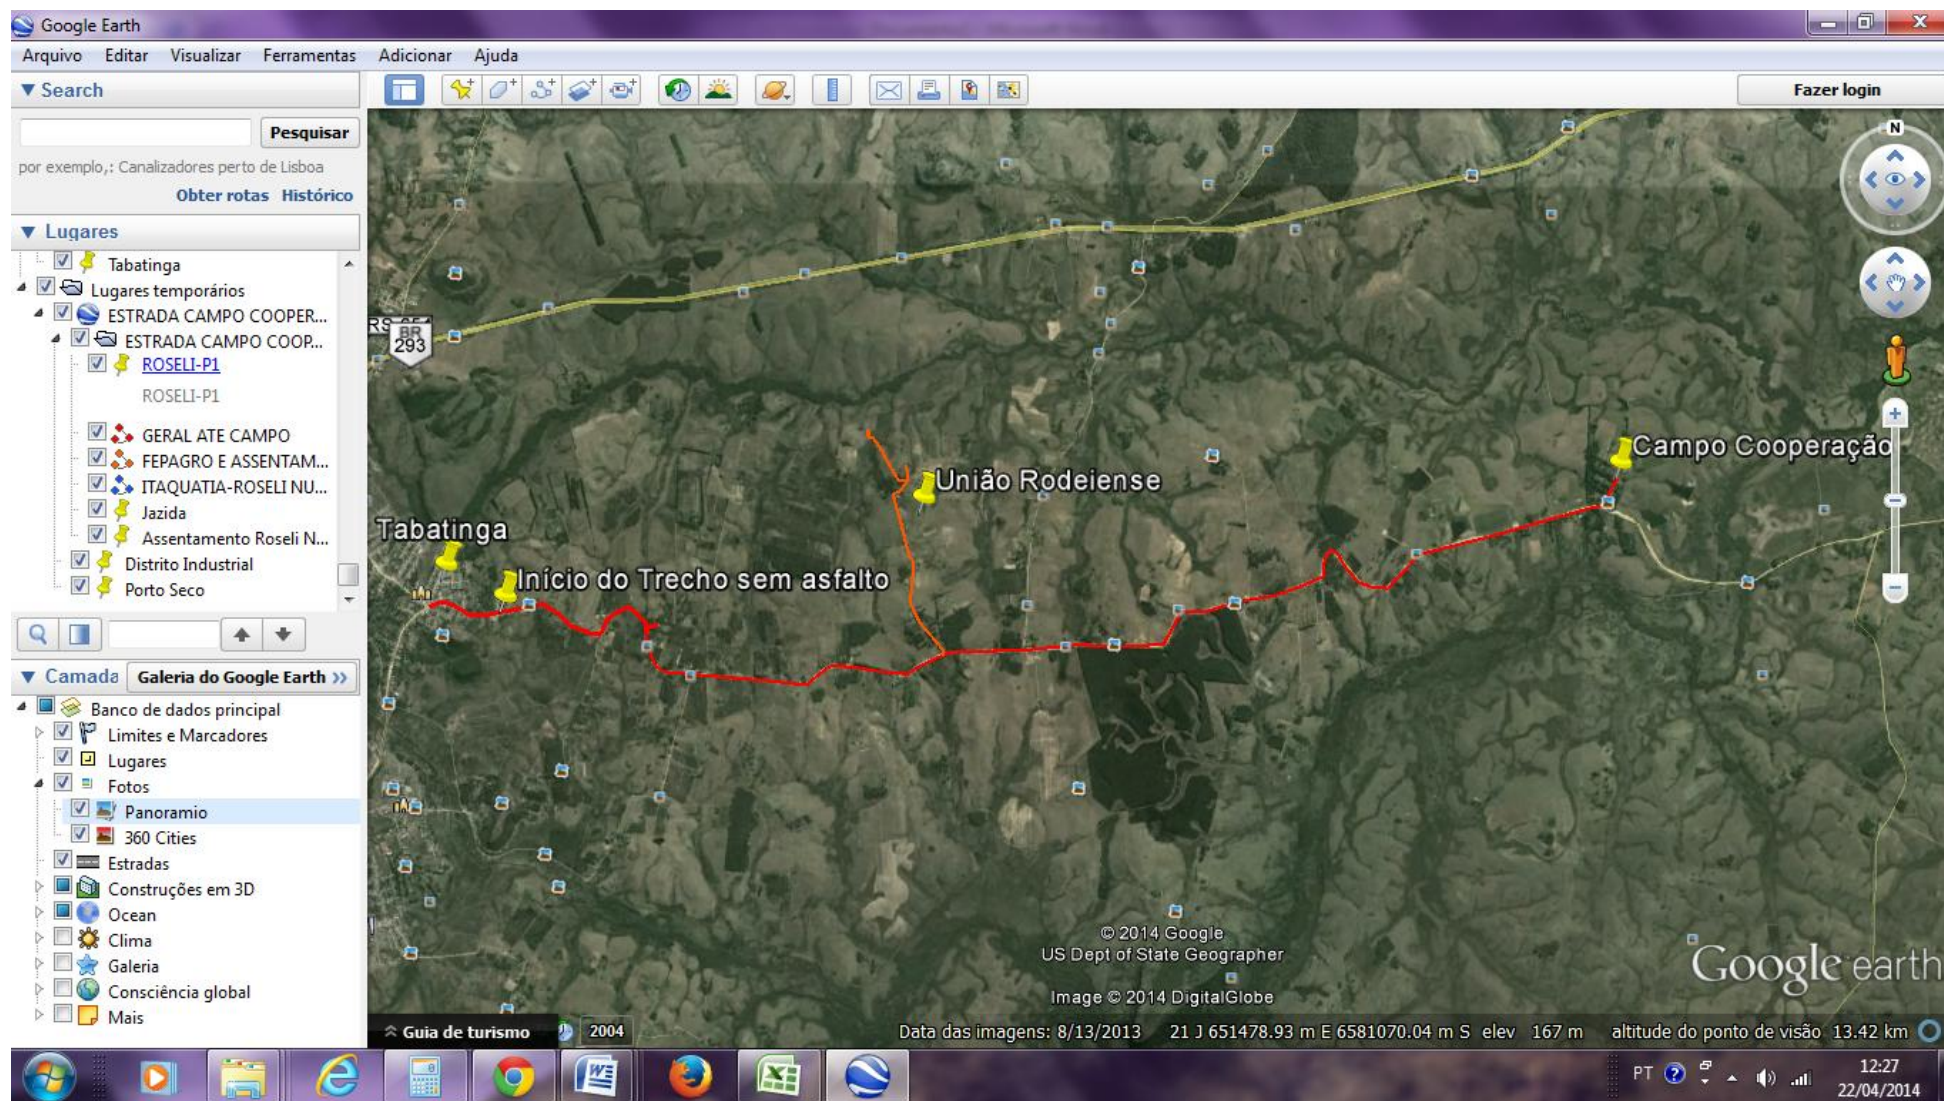 Google Earth
Arquivo Editar Visualizar Ferramentas Adicionar Ajuda
Search
Fazer login
Pesquisar
por exemplo,: Canalizadores perto de Lisboa
Obter rotas Histórico
Lugares
Tabatinga
Lugares temporários
ESTRADA CAMPO COOPER...
ESTRADA CAMPO COOP...
ROSELI-P1
ROSELI-P1
GERAL ATE CAMPO
FEPAGRO E ASSENTAM...
ITAQUATIA-ROSELI NU...
Jazida
Assentamento Roseli N...
Distrito Industrial
Porto Seco
Camada Galeria do Google Earth >>
Banco de dados principal
Limites e Marcadores
Lugares
Fotos
Panoramio
360 Cities
Estradas
Construções em 3D
Ocean
Clima
Galeria
Consciência global
Mais
N
BR
293
Campo Cooperação
União Rodeiense
Tabatinga
Início do Trecho sem asfalto
© 2014 Google
US Dept of State Geographer
Image © 2014 DigitalGlobe
Google earth
Guia de turismo 2004
Data das imagens: 8/13/2013 21 J 651478.93 m E 6581070.04 m S elev 167 m altitude do ponto de visão 13.42 km
PT
12:27
22/04/2014